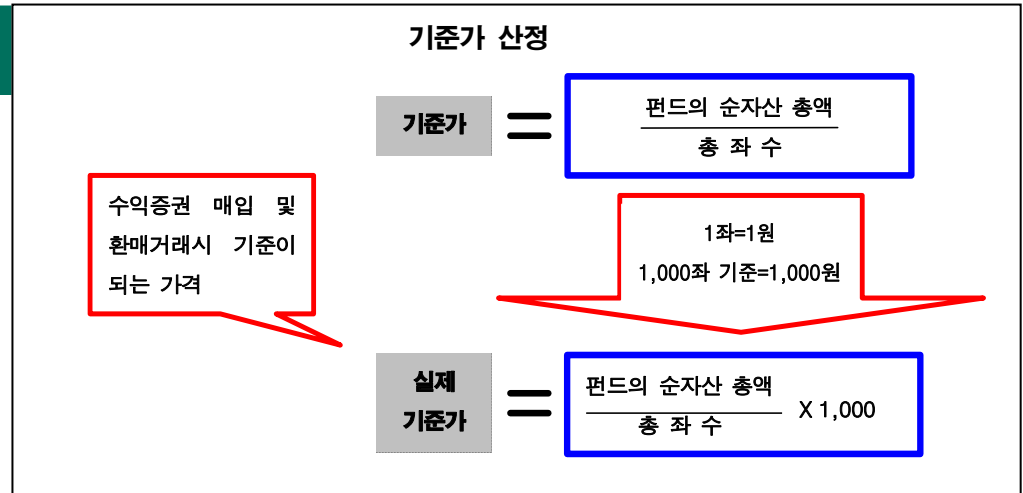 기준가 산정
기준가
=
펀드의 순자산 총액
총 좌 수
수익증권 매입 및
환매거래시 기준이
되는 가격
1좌=1원
1,000좌 기준=1,000원
실제
기준가
=
펀드의 순자산 총액
총 좌 수
X 1,000